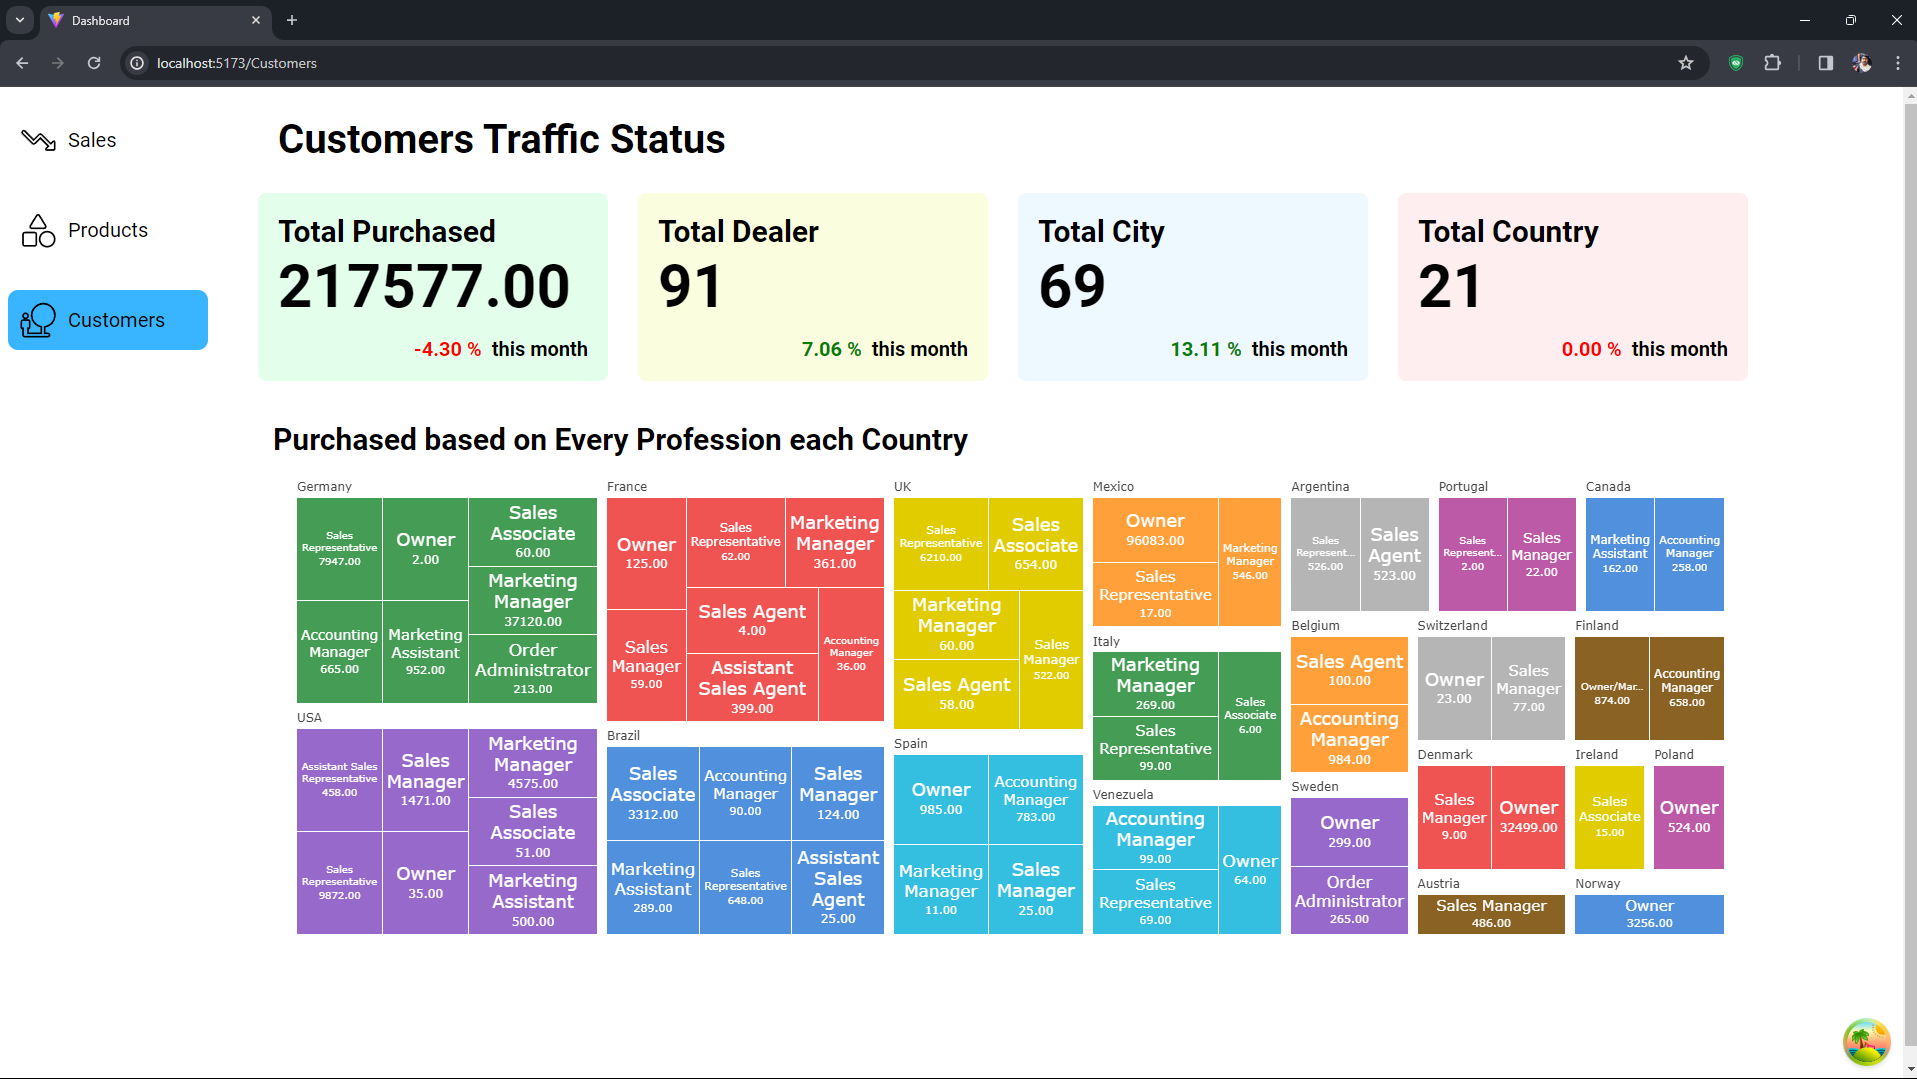 Dashboard
localhost:5173/Customers
Sales
Products
Customers
Customers Traffic Status
Total Purchased
217577.00
-4.30 % this month
Total Dealer
91
7.06 % this month
Total City
69
13.11 % this month
Total Country
21
0.00 % this month
Purchased based on Every Profession each Country
Germany
Sales
Representative
7947.00
Owner
2.00
Sales
Associate
60.00
Marketing
Manager
37120.00
Accounting
Manager
665.00
Marketing
Assistant
952.00
Order
Administrator
213.00
USA
Assistant Sales
Representative
458.00
Sales
Manager
1471.00
Marketing
Manager
4575.00
Sales
Associate
51.00
Sales
Representative
9872.00
Owner
35.00
Marketing
Assistant
500.00
France
Owner
125.00
Sales
Representative
62.00
Marketing
Manager
361.00
Sales
Manager
59.00
Sales Agent
4.00
Assistant
Sales Agent
399.00
Accounting
Manager
36.00
Brazil
Sales
Associate
3312.00
Accounting
Manager
90.00
Sales
Manager
124.00
Marketing
Assistant
289.00
Sales
Representative
648.00
Assistant
Sales
Agent
25.00
UK
Sales
Representative
6210.00
Sales
Associate
654.00
Marketing
Manager
60.00
Sales Agent
58.00
Sales
Manager
522.00
Spain
Owner
985.00
Accounting
Manager
783.00
Marketing
Manager
11.00
Sales
Manager
25.00
Mexico
Owner
96083.00
Sales
Representative
17.00
Marketing
Manager
546.00
Italy
Marketing
Manager
269.00
Sales
Representative
99.00
Sales
Associate
6.00
Venezuela
Accounting
Manager
99.00
Sales
Representative
69.00
Owner
64.00
Argentina
Sales
Represent...
526.00
Sales
Agent
523.00
Portugal
Sales
Represent...
2.00
Sales
Manager
22.00
Canada
Marketing
Assistant
162.00
Accounting
Manager
258.00
Belgium
Sales Agent
100.00
Accounting
Manager
984.00
Sweden
Owner
299.00
Order
Administrator
265.00
Switzerland
Owner
23.00
Sales
Manager
77.00
Finland
Owner/Mar...
874.00
Accounting
Manager
658.00
Denmark
Sales
Manager
9.00
Owner
32499.00
Ireland
Sales
Associate
15.00
Poland
Owner
524.00
Austria
Sales Manager
486.00
Norway
Owner
3256.00